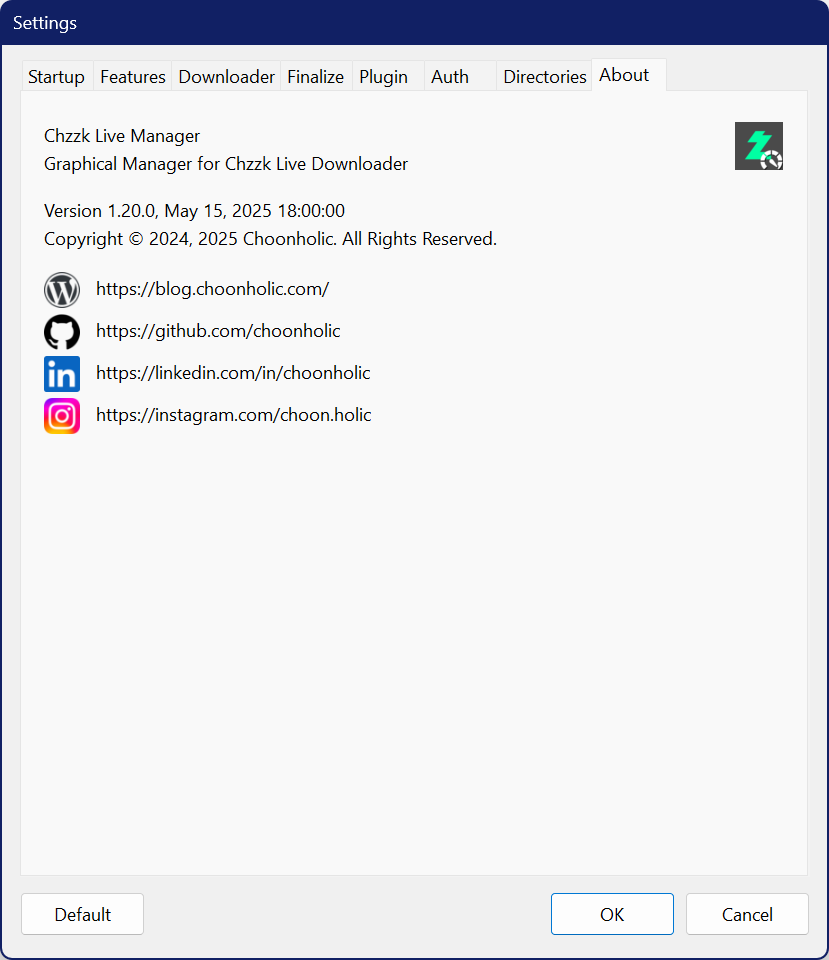 Settings
Startup Features Downloader Finalize Plugin Auth Directories About
Chzzk Live Manager
Graphical Manager for Chzzk Live Downloader
Version 1.20.0, May 15, 2025 18:00:00
Copyright © 2024, 2025 Choonholic. All Rights Reserved.
https://blog.choonholic.com/
https://github.com/choonholic
in https://linkedin.com/in/choonholic
https://instagram.com/choon.holic
Default OK Cancel